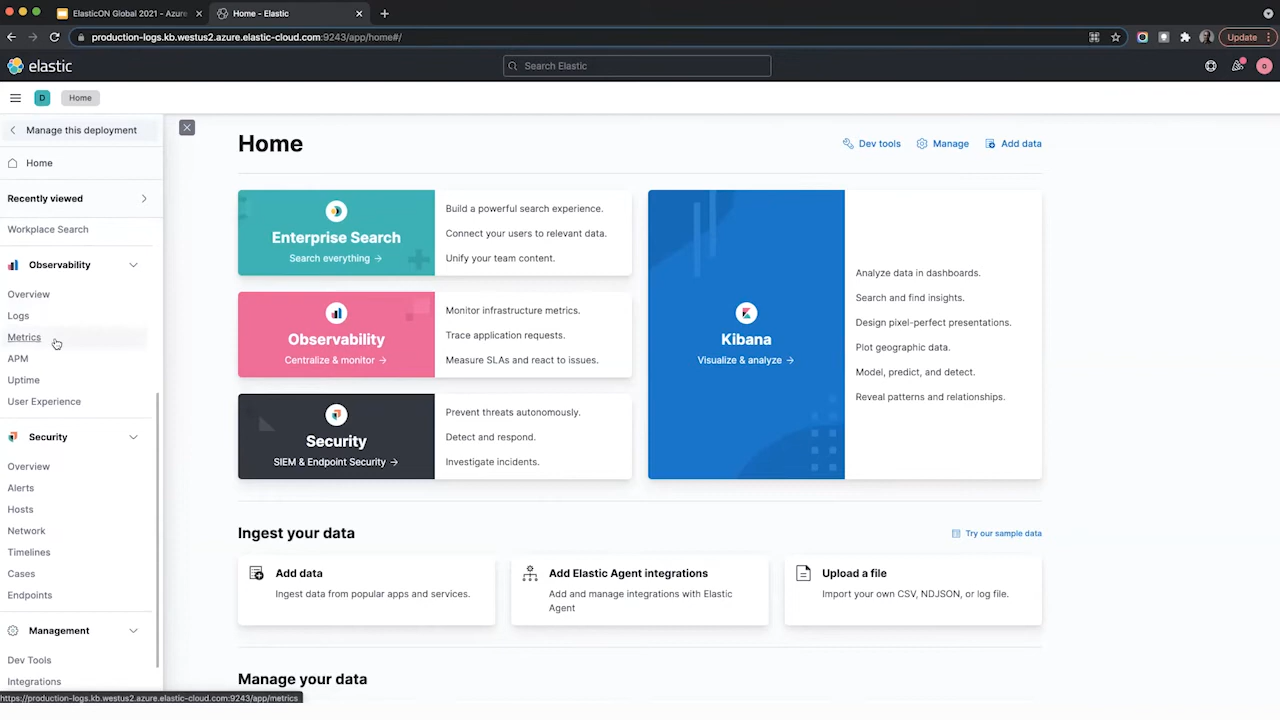 ElasticON Global 2021 - Azure
Home - Elastic
production-logs.kb.westus2.azure.elastic-cloud.com:9243/app/home#/
Update
elastic
Search Elastic
o
D
Home
Manage this deployment
Home
Recently viewed
Workplace Search
Observability
Overview
Logs
Metrics
APM
Uptime
User Experience
Security
Overview
Alerts
Hosts
Network
Timelines
Cases
Endpoints
Management
Dev Tools
Integrations
https://production-logs.kb.westus2.azure.elastic-cloud.com:9243/app/metrics
Home
Dev tools
Manage
Add data
Enterprise Search
Search everything →
Build a powerful search experience.
Connect your users to relevant data.
Unify your team content.
Observability
Centralize & monitor →
Monitor infrastructure metrics.
Trace application requests.
Measure SLAs and react to issues.
Security
SIEM & Endpoint Security →
Prevent threats autonomously.
Detect and respond.
Investigate incidents.
Kibana
Visualize & analyze →
Analyze data in dashboards.
Search and find insights.
Design pixel-perfect presentations.
Plot geographic data.
Model, predict, and detect.
Reveal patterns and relationships.
Ingest your data
Try our sample data
Add data
Ingest data from popular apps and services.
Add Elastic Agent integrations
Add and manage integrations with Elastic
Agent
Upload a file
Import your own CSV, NDJSON, or log file.
Manage your data